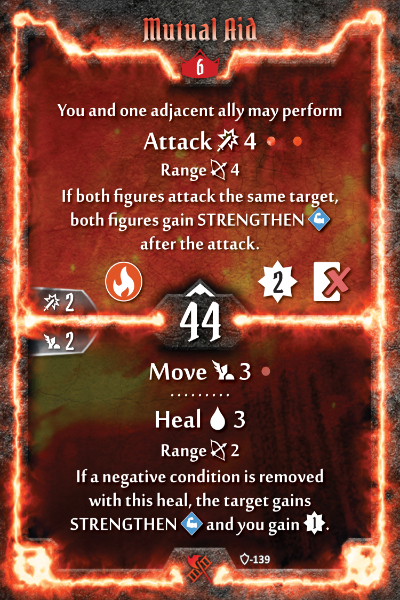 Mutual Aid
6
You and one adjacent ally may perform
Attack 4
Range 4
If both figures attack the same target,
both figures gain STRENGTHEN
after the attack.
2
2
44
2
Move 3
Heal 3
Range 2
If a negative condition is removed
with this heal, the target gains
STRENGTHEN and you gain 1.
-139